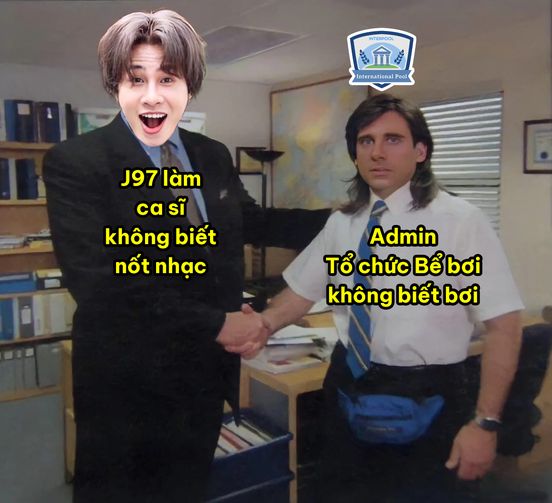 INTERPOOL
International Pool
J97 làm
ca sĩ
không biết
nốt nhạc
Admin
Tổ chức Bể bơi
không biết bơi